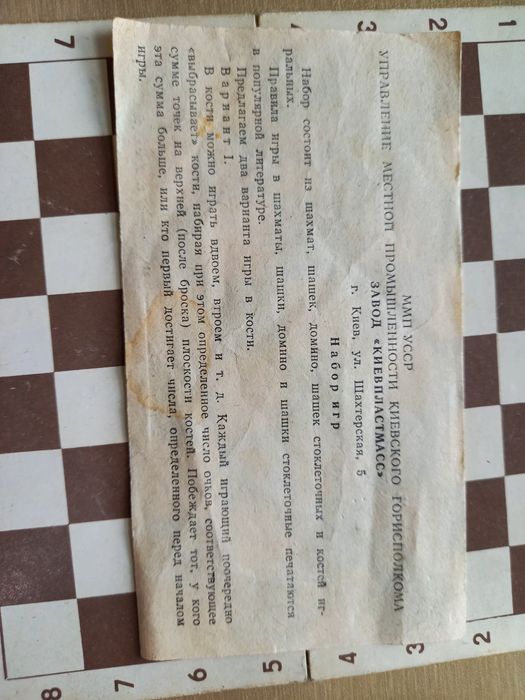 ММП УССР
УПРАВЛЕНИЕ МЕСТНОЙ ПРОМЫШЛЕННОСТИ КИЕВСКОГО ГОРИСПОЛКОМА
ЗАВОД «КИЕВПЛАСТМАСС»
г. Киев, ул. Шахтерская, 5
Набор игр
Набор состоит из шахмат, шашек, домино, шашек стоклеточных и костей иг-
ральных.
Правила игры в шахматы, шашки, домино и шашки стоклеточные печатаются
в популярной литературе.
Предлагаем два варианта игры в кости.
Вариант I.
В кости можно играть вдвоем, втроем и т. д. Каждый играющий поочередно
«выбрасывает» кости, набирая при этом определенное число очков, соответствующее
сумме точек на верхней (после броска) плоскости костей. Побеждает тот, у кого
эта сумма больше, или кто первый достигает числа, определенного перед началом
игры.
1
2
3
7
2
3
4
5
6
7
8